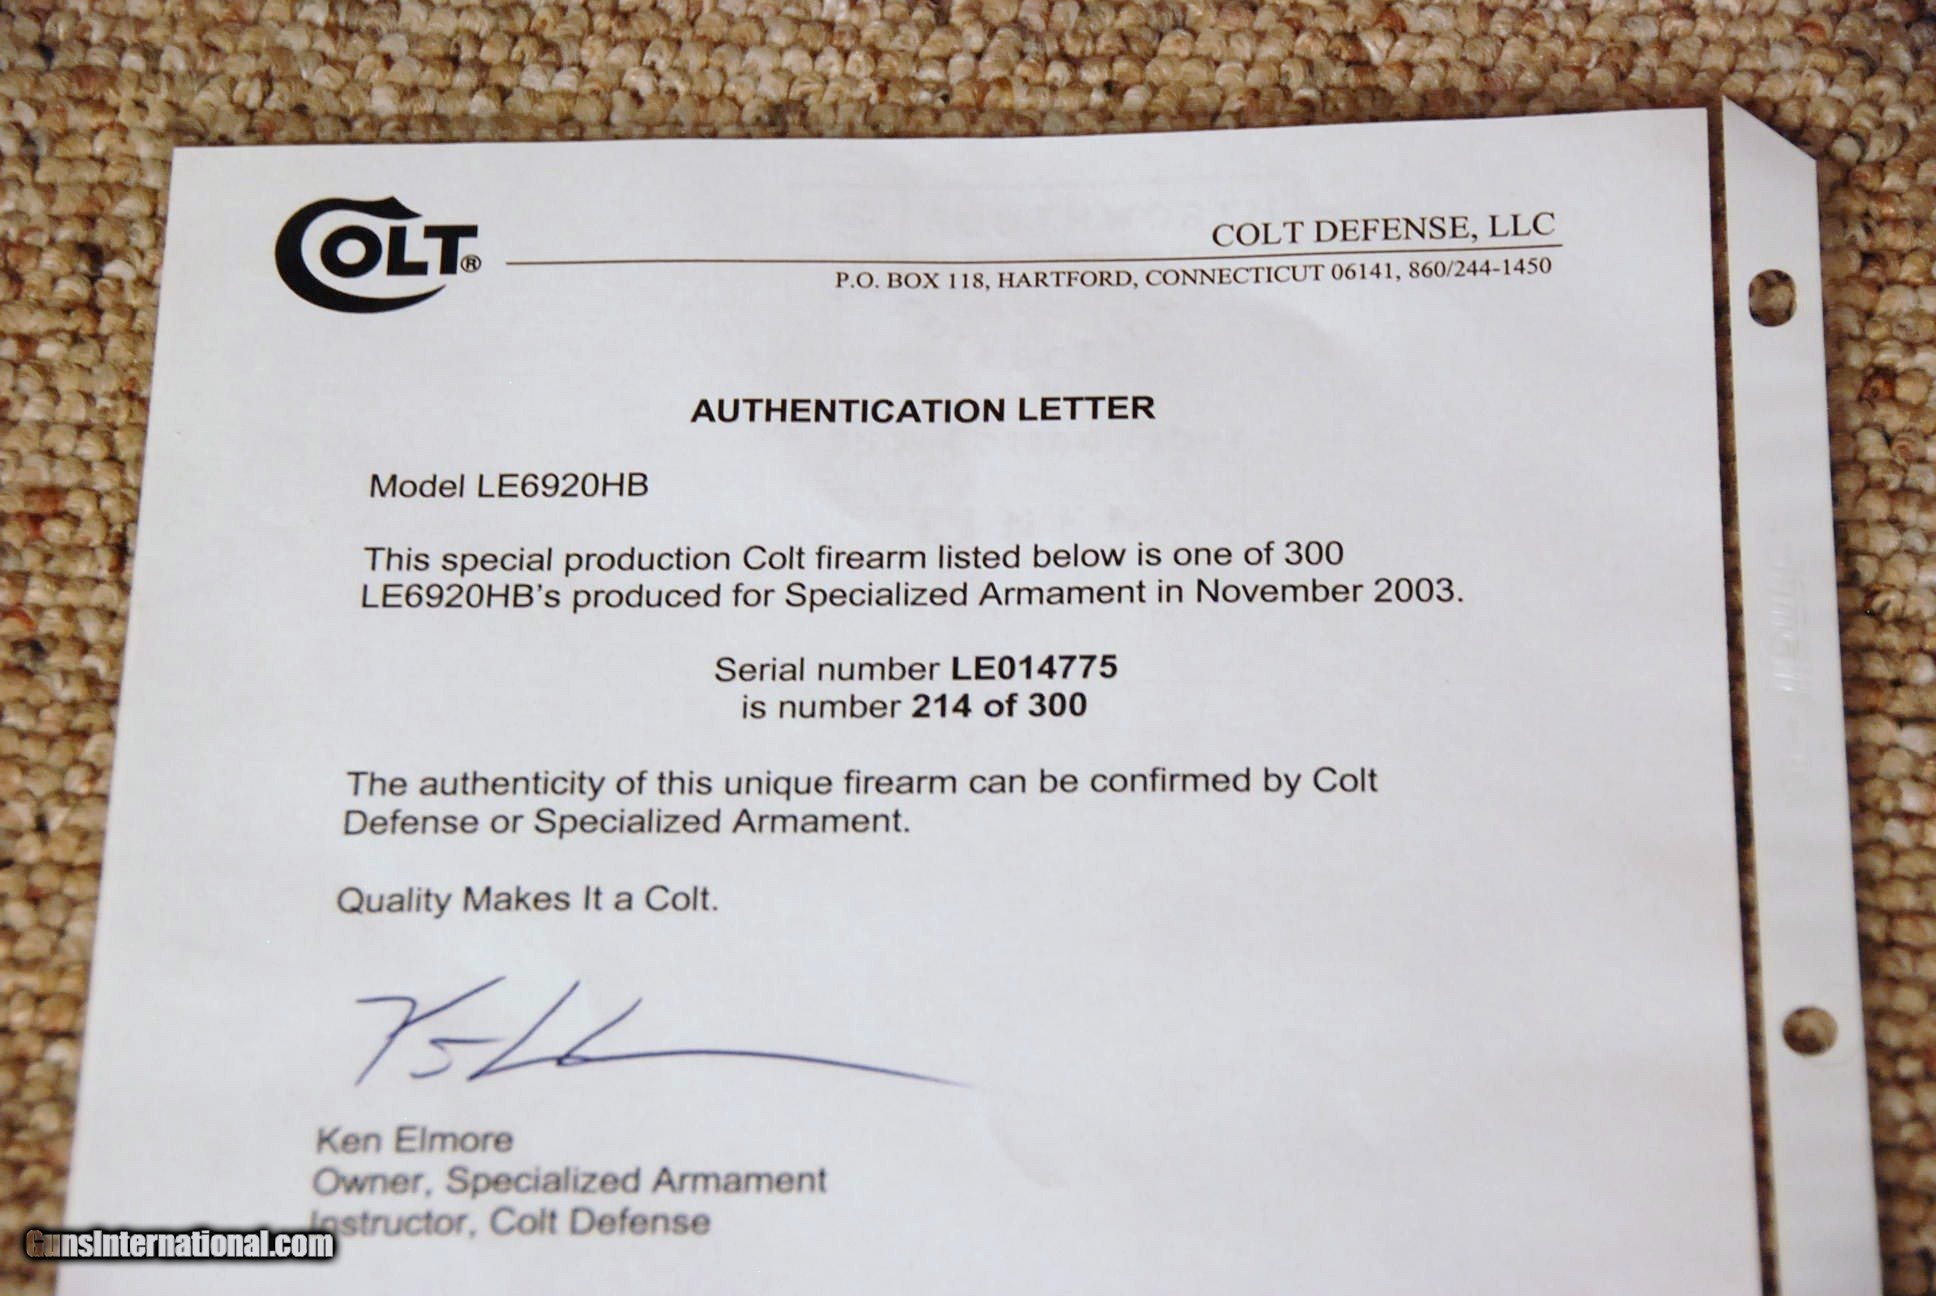 COLT®
COLT DEFENSE, LLC
P.O. BOX 118, HARTFORD, CONNECTICUT 06141, 860/244-1450
AUTHENTICATION LETTER
Model LE6920HB
This special production Colt firearm listed below is one of 300
LE6920HB's produced for Specialized Armament in November 2003.
Serial number LE014775
is number 214 of 300
The authenticity of this unique firearm can be confirmed by Colt
Defense or Specialized Armament.
Quality Makes It a Colt.
Ken Elmore
Owner, Specialized Armament
Instructor, Colt Defense
GunsInternational.com